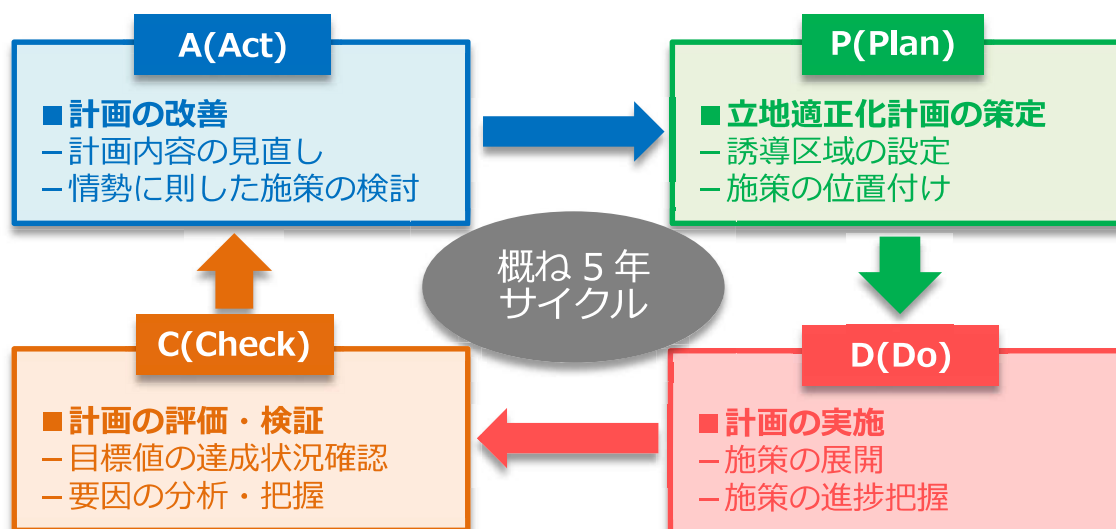 A(Act)
■計画の改善
－計画内容の見直し
－情勢に則した施策の検討
P(Plan)
■立地適正化計画の策定
－誘導区域の設定
－施策の位置付け
概ね５年
サイクル
C(Check)
■計画の評価・検証
－目標値の達成状況確認
－要因の分析・把握
D(Do)
■計画の実施
－施策の展開
－施策の進捗把握